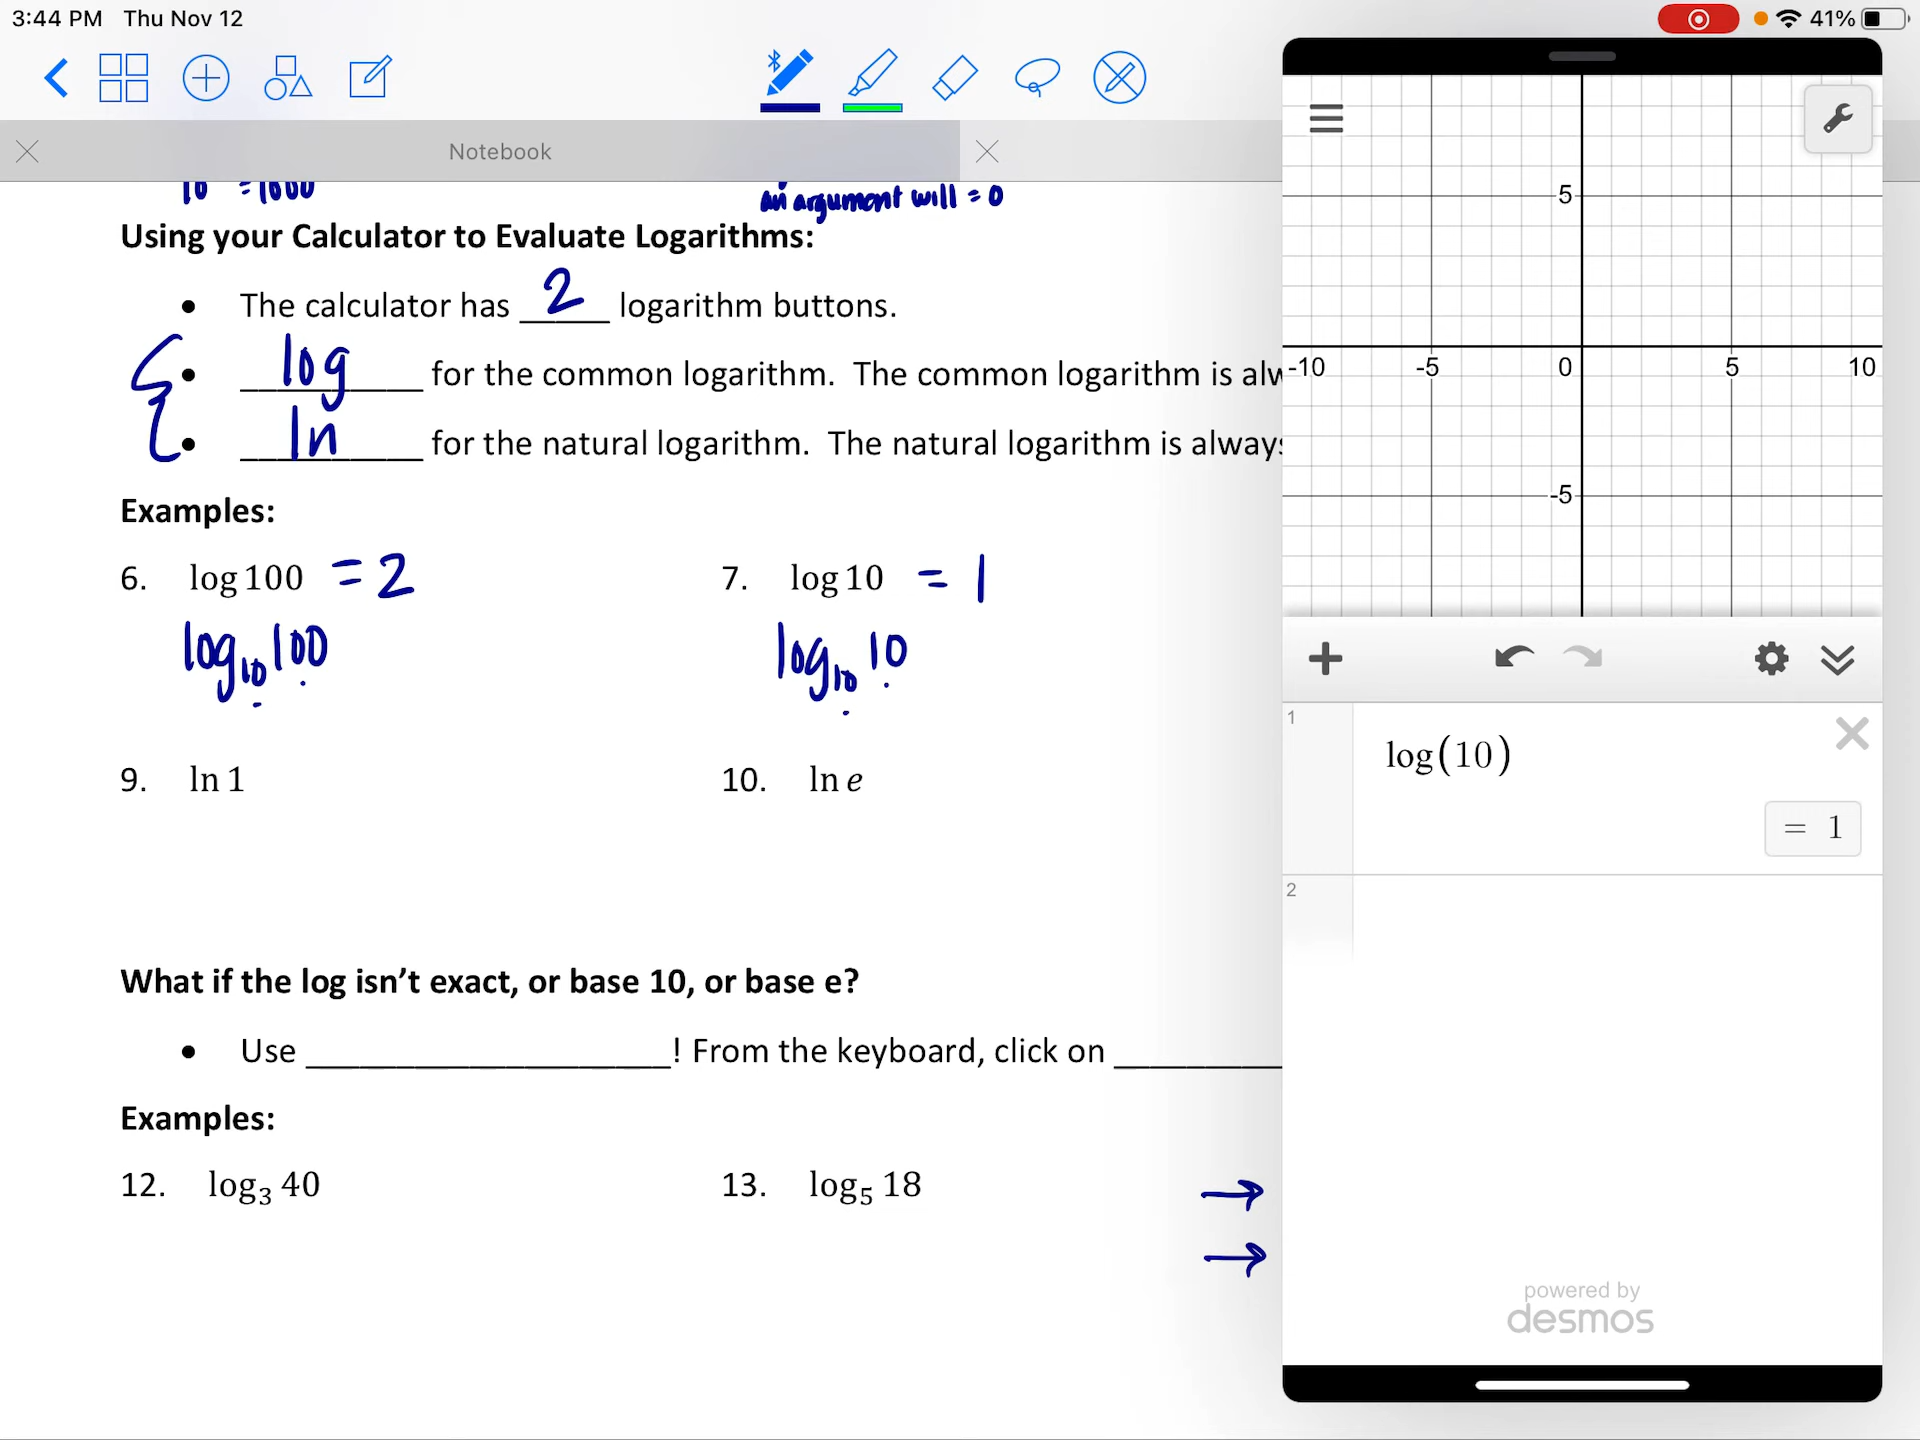 3:44 PM Thu Nov 12
41%
Notebook
= 1000
an argument will = 0
Using your Calculator to Evaluate Logarithms:
• The calculator has __2__ logarithm buttons.
• log for the common logarithm. The common logarithm is alw
• ln for the natural logarithm. The natural logarithm is always
Examples:
6. log 100 = 2
7. log 10 = 1
log₁₀ 100
log₁₀ 10
9. ln 1
10. ln e
What if the log isn’t exact, or base 10, or base e?
• Use ____________________! From the keyboard, click on _________
Examples:
12. log₃ 40
13. log₅ 18
→
→
5
-10 -5 0 5 10
-5
1
log(10)
= 1
2
powered by
desmos